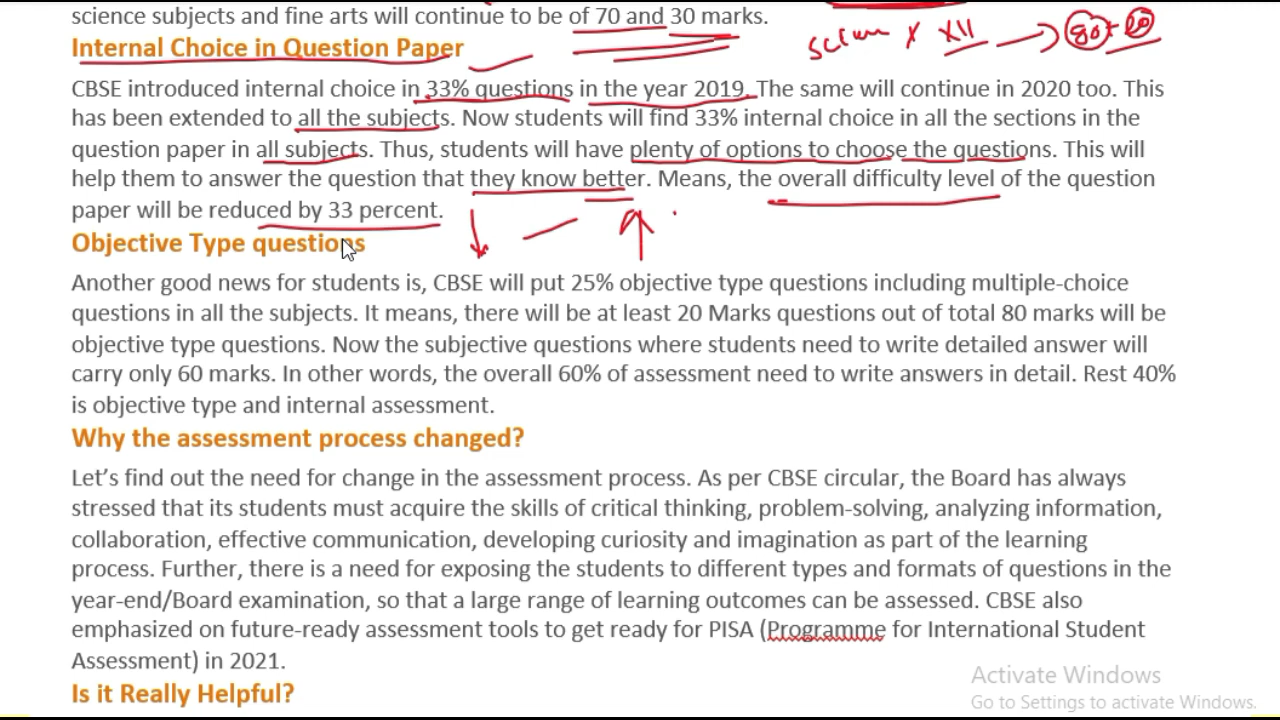 science subjects and fine arts will continue to be of 70 and 30 marks.
Internal Choice in Question Paper
X XII
CBSE introduced internal choice in 33% questions in the year 2019. The same will continue in 2020 too. This
has been extended to all the subjects. Now students will find 33% internal choice in all the sections in the
question paper in all subjects. Thus, students will have plenty of options to choose the questions. This will
help them to answer the question that they know better. Means, the overall difficulty level of the question
paper will be reduced by 33 percent.
Objective Type questions
Another good news for students is, CBSE will put 25% objective type questions including multiple-choice
questions in all the subjects. It means, there will be at least 20 Marks questions out of total 80 marks will be
objective type questions. Now the subjective questions where students need to write detailed answer will
carry only 60 marks. In other words, the overall 60% of assessment need to write answers in detail. Rest 40%
is objective type and internal assessment.
Why the assessment process changed?
Let’s find out the need for change in the assessment process. As per CBSE circular, the Board has always
stressed that its students must acquire the skills of critical thinking, problem-solving, analyzing information,
collaboration, effective communication, developing curiosity and imagination as part of the learning
process. Further, there is a need for exposing the students to different types and formats of questions in the
year-end/Board examination, so that a large range of learning outcomes can be assessed. CBSE also
emphasized on future-ready assessment tools to get ready for PISA (Programme for International Student
Assessment) in 2021.
Is it Really Helpful?
Activate Windows
Go to Settings to activate Windows.